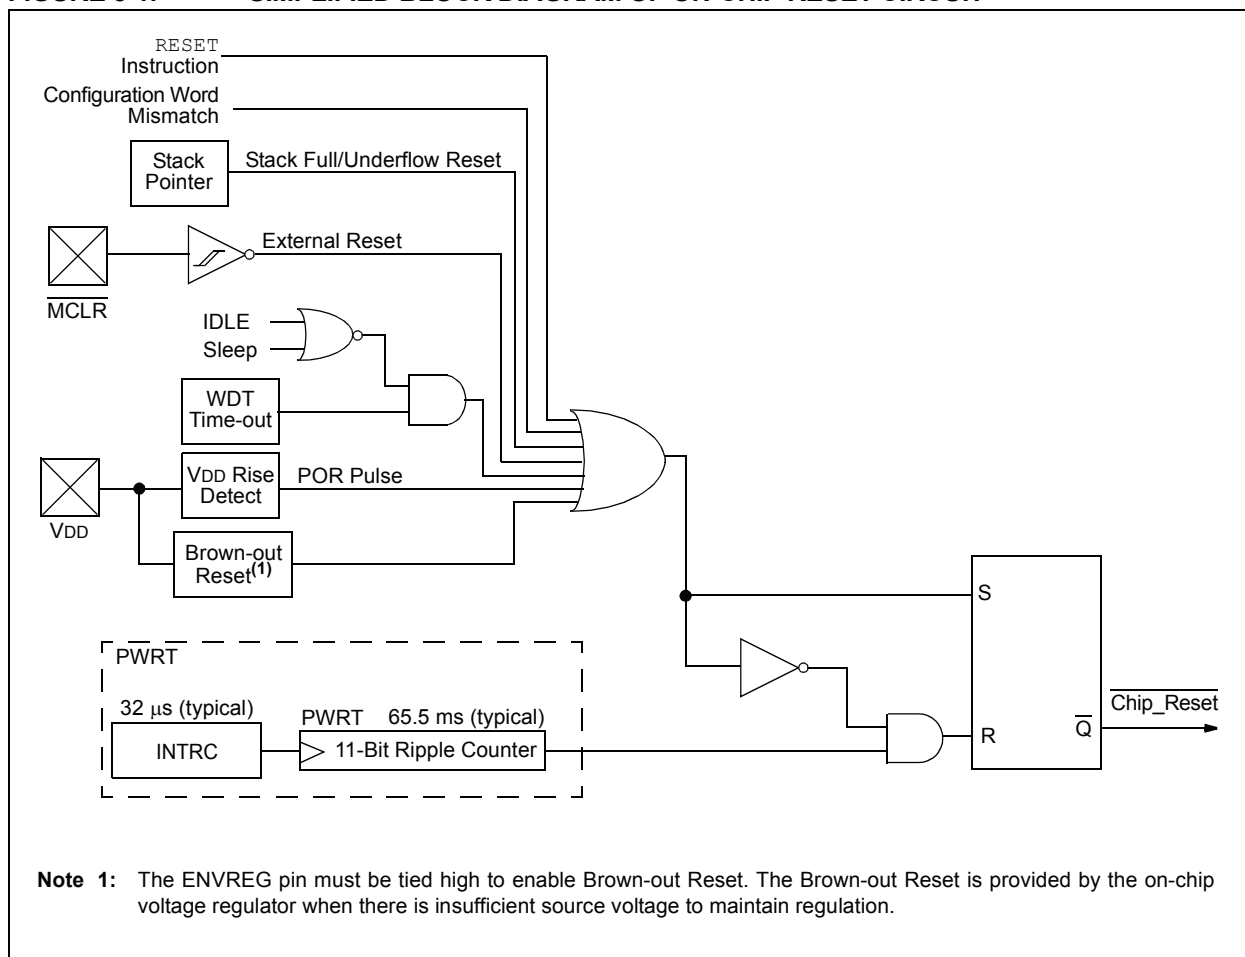 RESET
Instruction
Configuration Word
Mismatch
Stack
Pointer
Stack Full/Underflow Reset
External Reset
MCLR
IDLE
Sleep
WDT
Time-out
VDD Rise
Detect
POR Pulse
VDD
Brown-out
Reset(1)
S
PWRT
32 μs (typical)
PWRT 65.5 ms (typical)
INTRC
11-Bit Ripple Counter
R
Q
Chip_Reset
Note 1: The ENVREG pin must be tied high to enable Brown-out Reset. The Brown-out Reset is provided by the on-chip
voltage regulator when there is insufficient source voltage to maintain regulation.